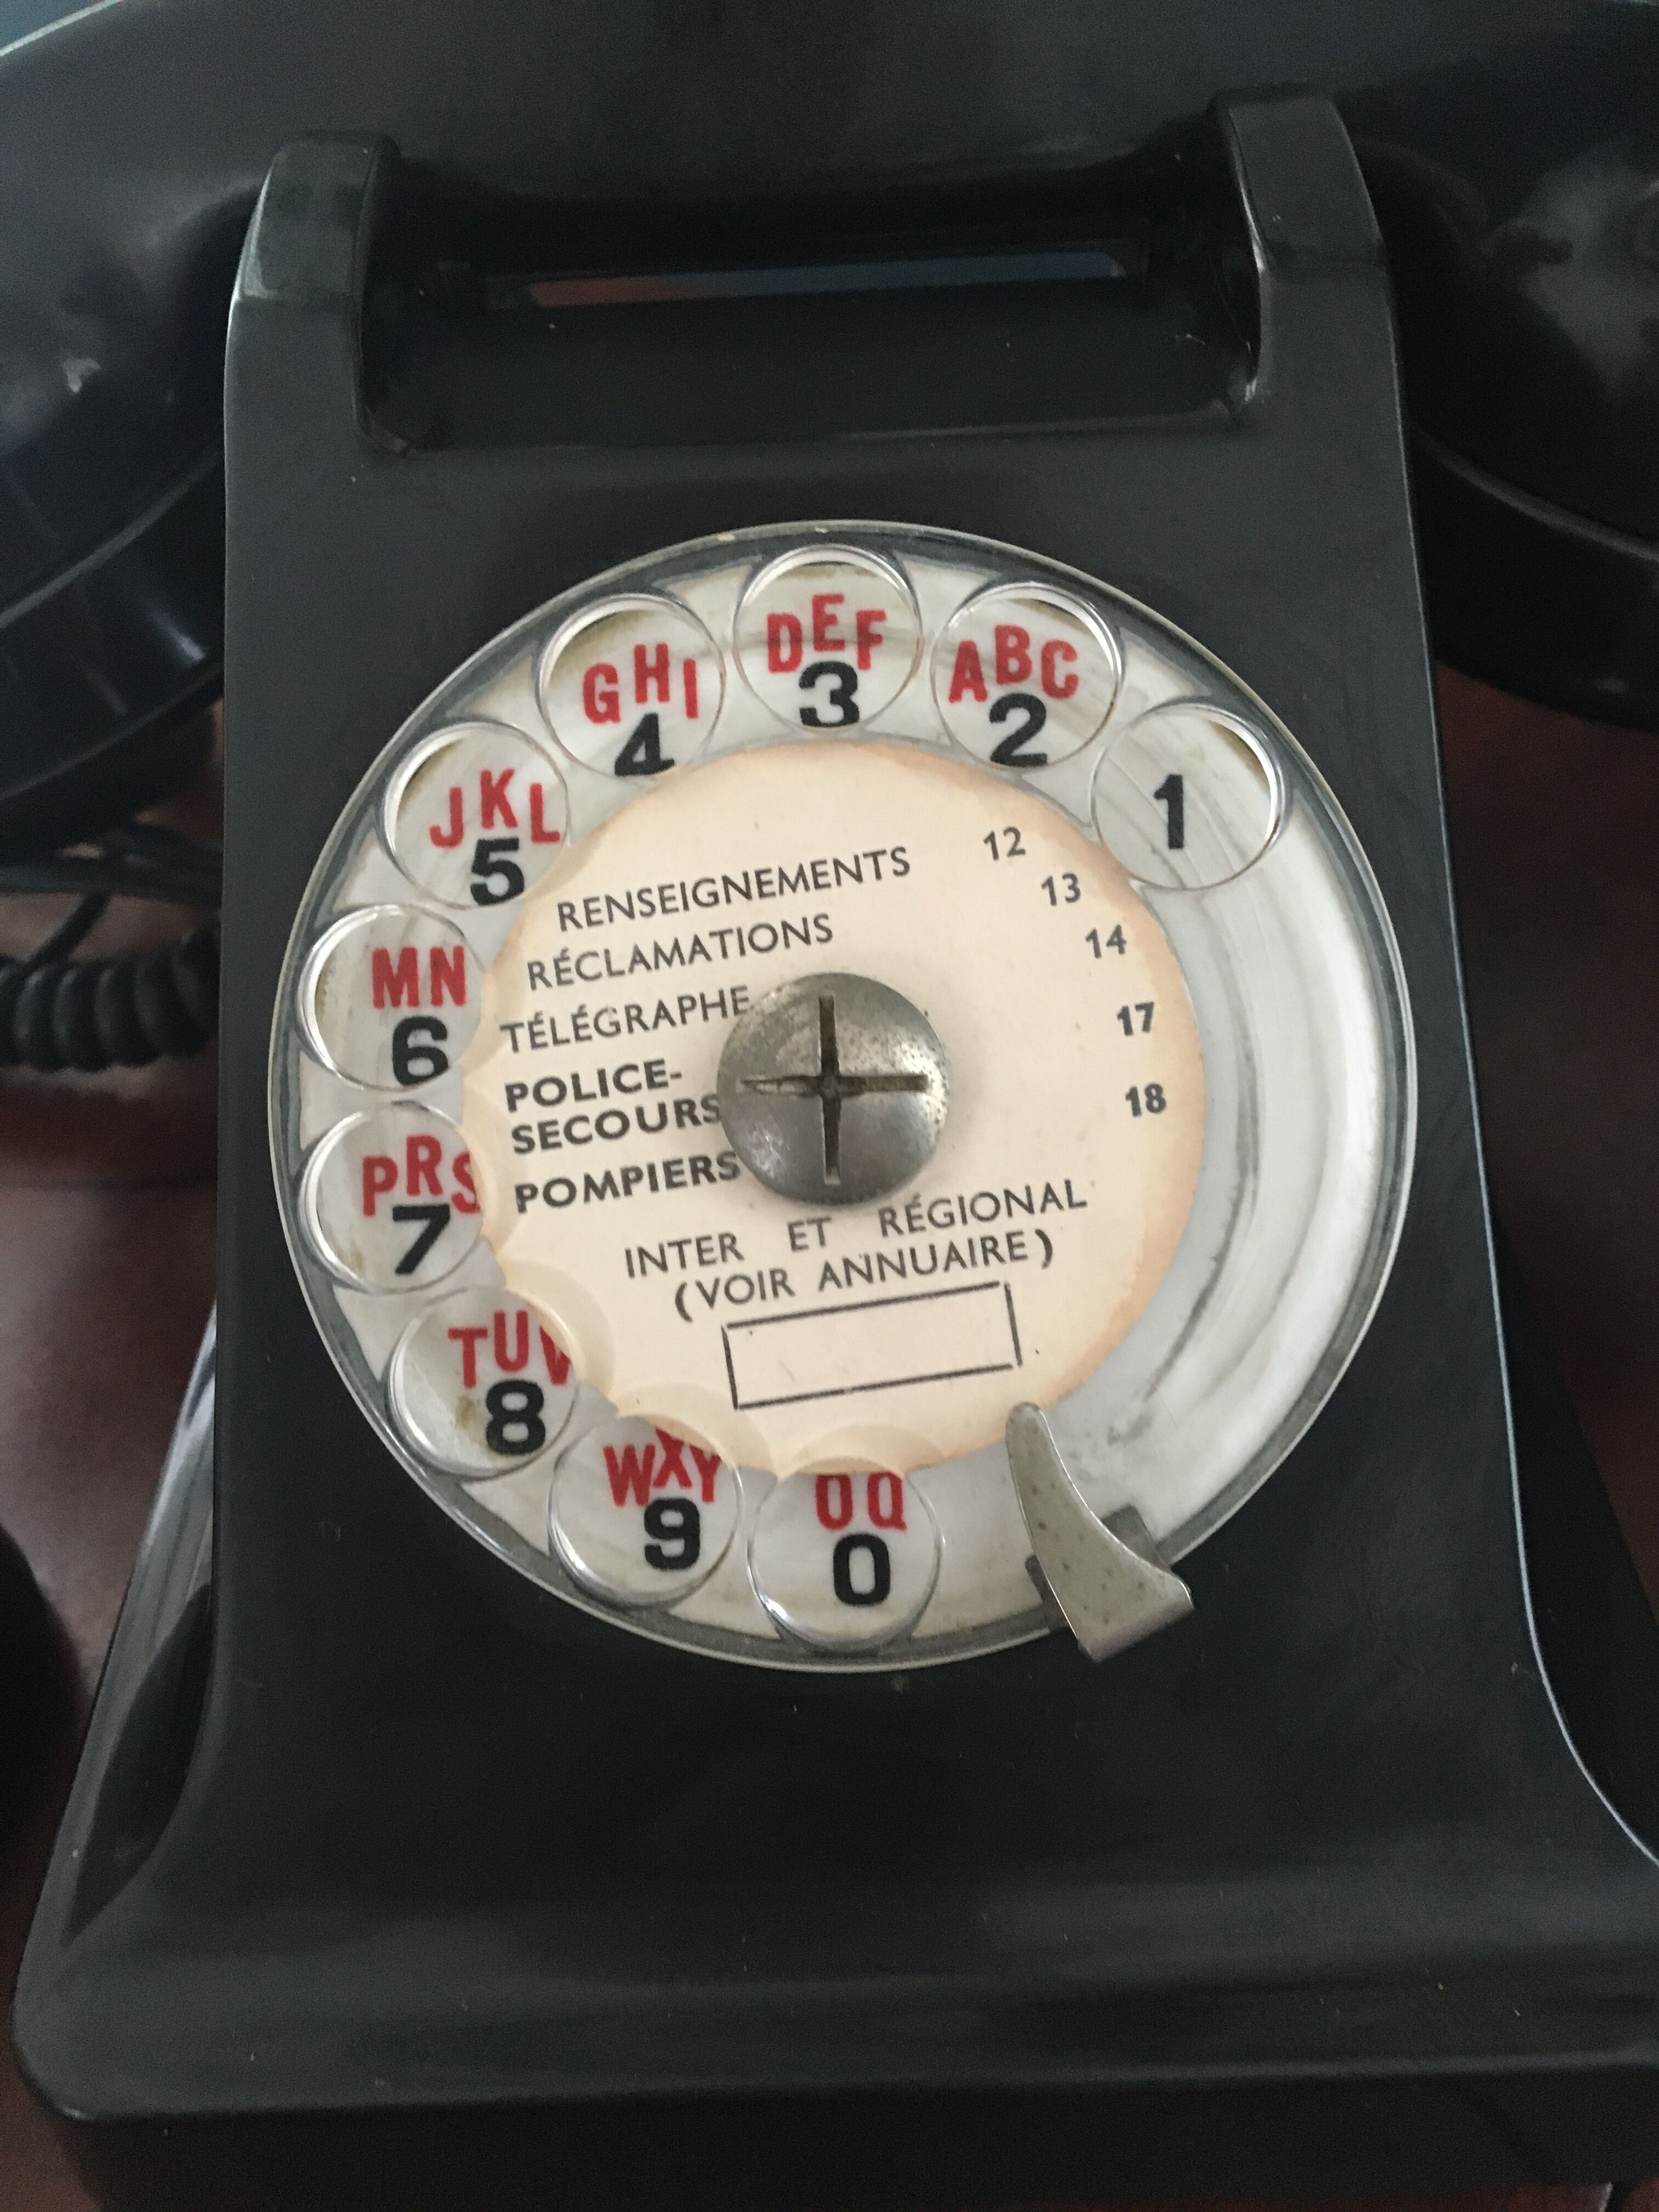 ABC
2
1
DEF
3
GHI
4
JKL
5
MN
6
PRS
7
TUV
8
WXY
9
OQ
0
RENSEIGNEMENTS 12
RÉCLAMATIONS 13
TÉLÉGRAPHE 14
POLICE- 17
SECOURS
POMPIERS 18
INTER ET RÉGIONAL
(VOIR ANNUAIRE)